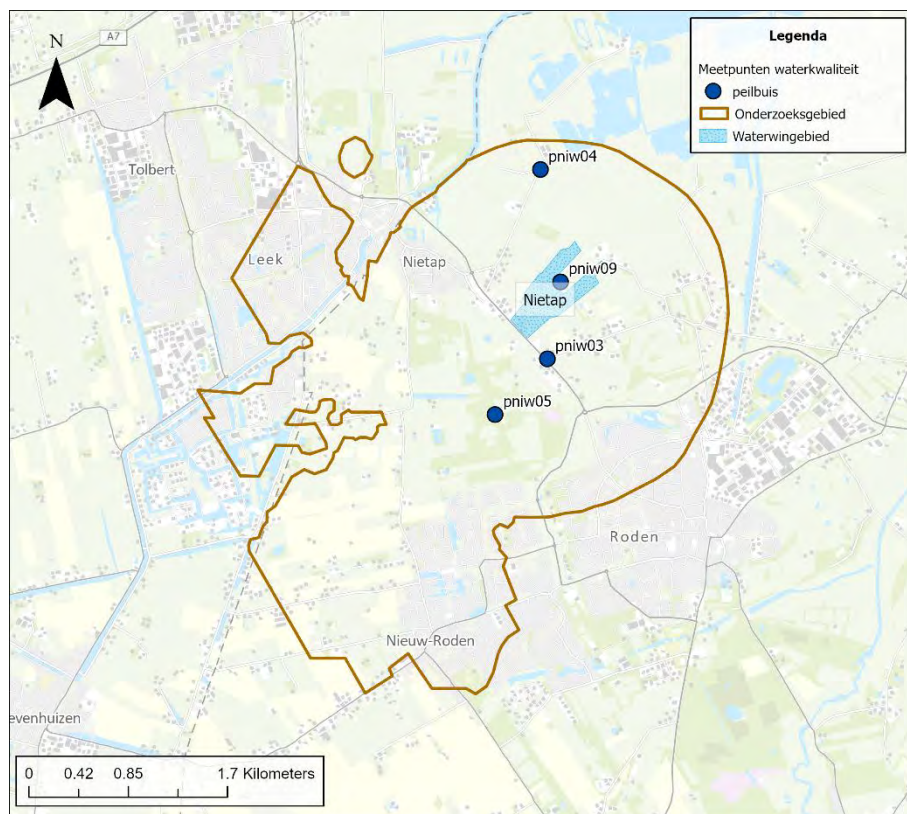 N
A7
Legenda
Meetpunten waterkwaliteit
peilbuis
Onderzoeksgebied
Waterwingebied
Tolbert
pniw04
Leek
Nietap
pniw09
Nietap
pniw03
pniw05
Roden
Nieuw-Roden
evenhuizen
0 0.42 0.85 1.7 Kilometers